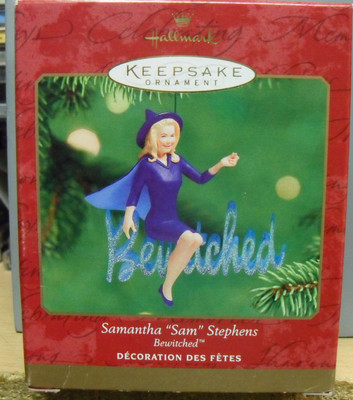 Hallmark
KEEPSAKE
ORNAMENT
Bewitched
Samantha "Sam" Stephens
Bewitched™
DÉCORATION DES FÊTES